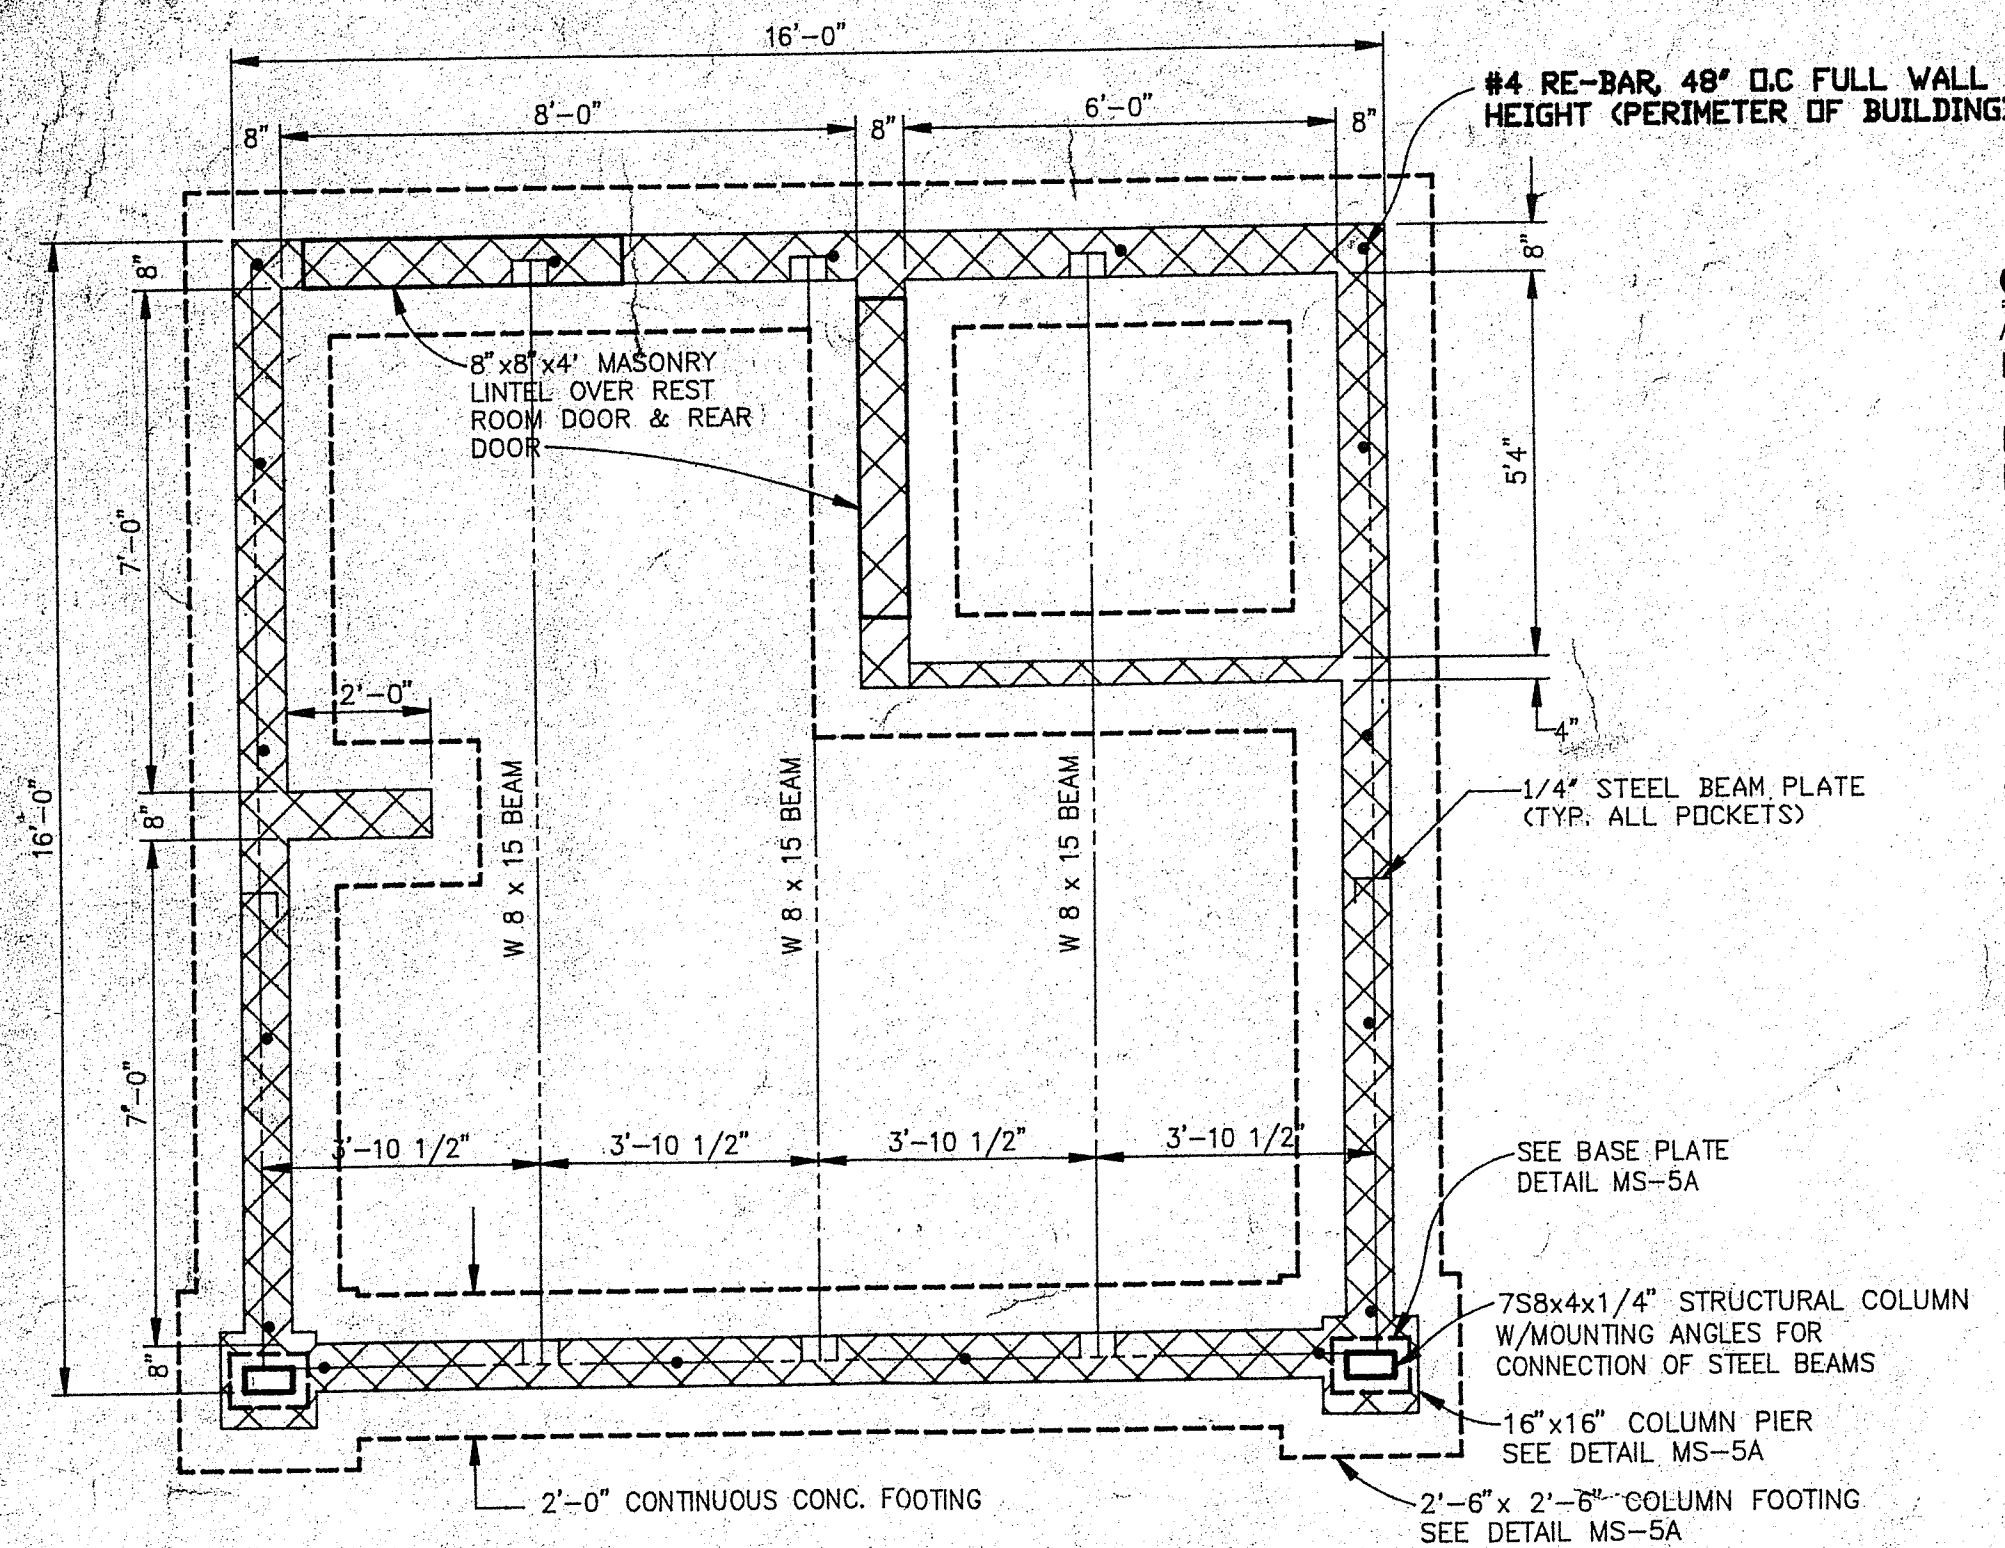 16'-0"
#4 RE-BAR, 48" O.C FULL WALL
HEIGHT (PERIMETER OF BUILDING)
8" 8'-0" 8" 6'-0" 8"
8"
8"
8"x8"x4' MASONRY
LINTEL OVER REST
ROOM DOOR & REAR
DOOR
5'4"
7'-0"
2'-0"
4"
16'-0"
8"
W 8 x 15 BEAM
W 8 x 15 BEAM
W 8 x 15 BEAM
1/4" STEEL BEAM PLATE
(TYP. ALL POCKETS)
7'-0"
3'-10 1/2" 3'-10 1/2" 3'-10 1/2" 3'-10 1/2"
SEE BASE PLATE
DETAIL MS-5A
7S8x4x1/4" STRUCTURAL COLUMN
W/MOUNTING ANGLES FOR
CONNECTION OF STEEL BEAMS
8"
16"x16" COLUMN PIER
SEE DETAIL MS-5A
2'-0" CONTINUOUS CONC. FOOTING
2'-6"x 2'-6" COLUMN FOOTING
SEE DETAIL MS-5A